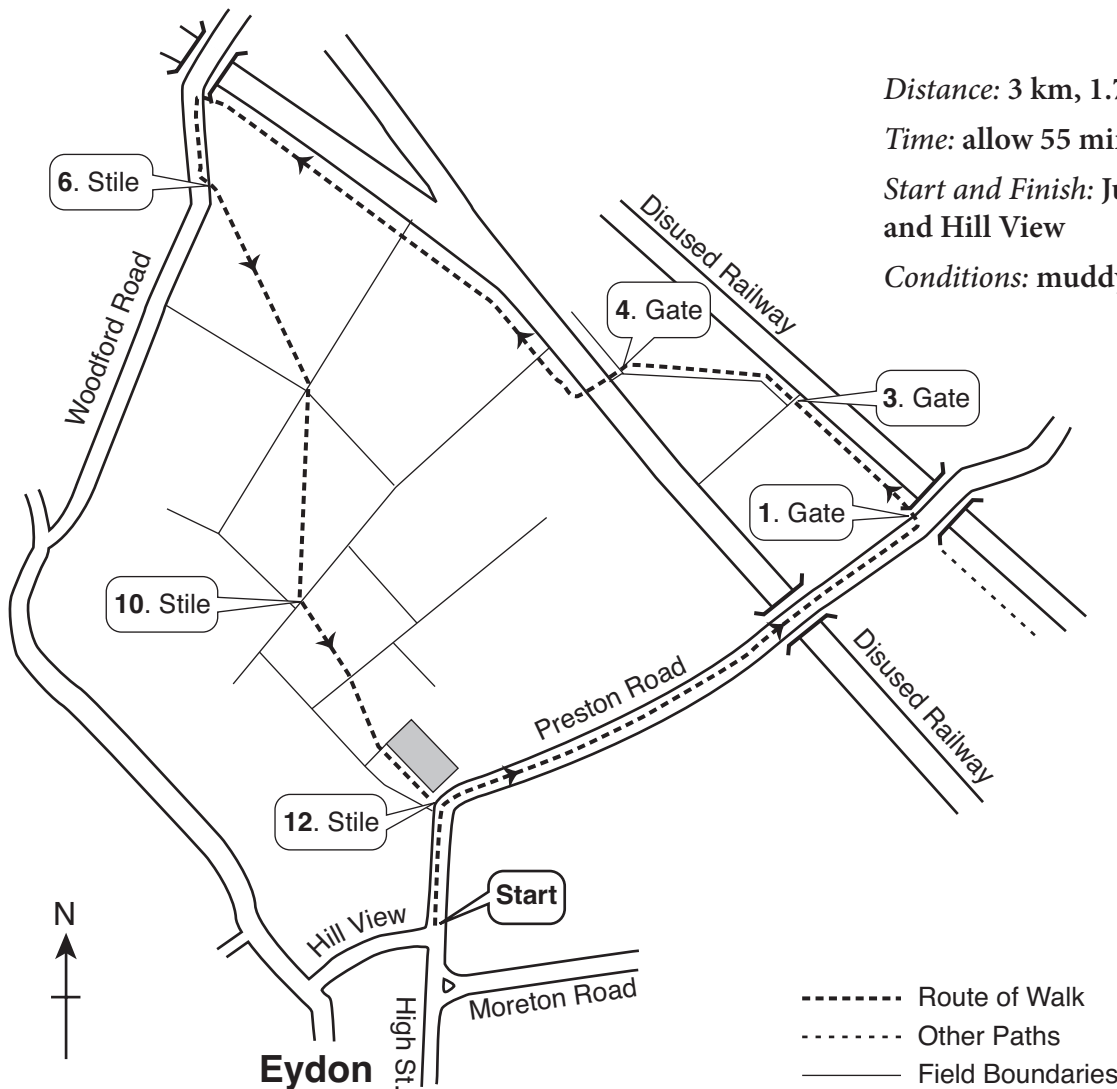 Distance: 3 km, 1.7
Time: allow 55 min
Start and Finish: Ju
and Hill View
Conditions: muddy
6. Stile
Disused Railway
4. Gate
Woodford Road
3. Gate
1. Gate
10. Stile
Preston Road
Disused Railway
12. Stile
Start
N
Hill View
Moreton Road
High St.
Eydon
Route of Walk
Other Paths
Field Boundaries